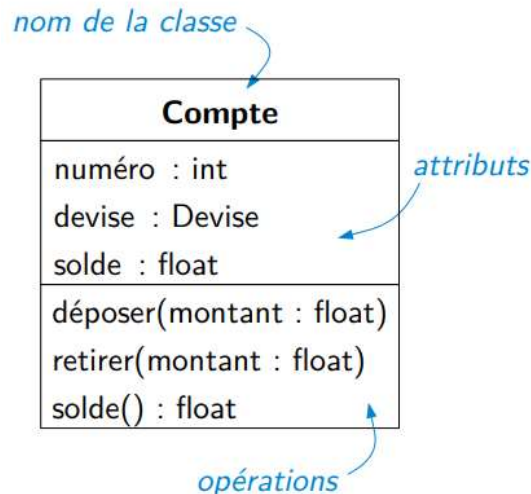 nom de la classe
Compte
numéro : int
devise : Devise
solde : float
attributs
déposer(montant : float)
retirer(montant : float)
solde() : float
opérations